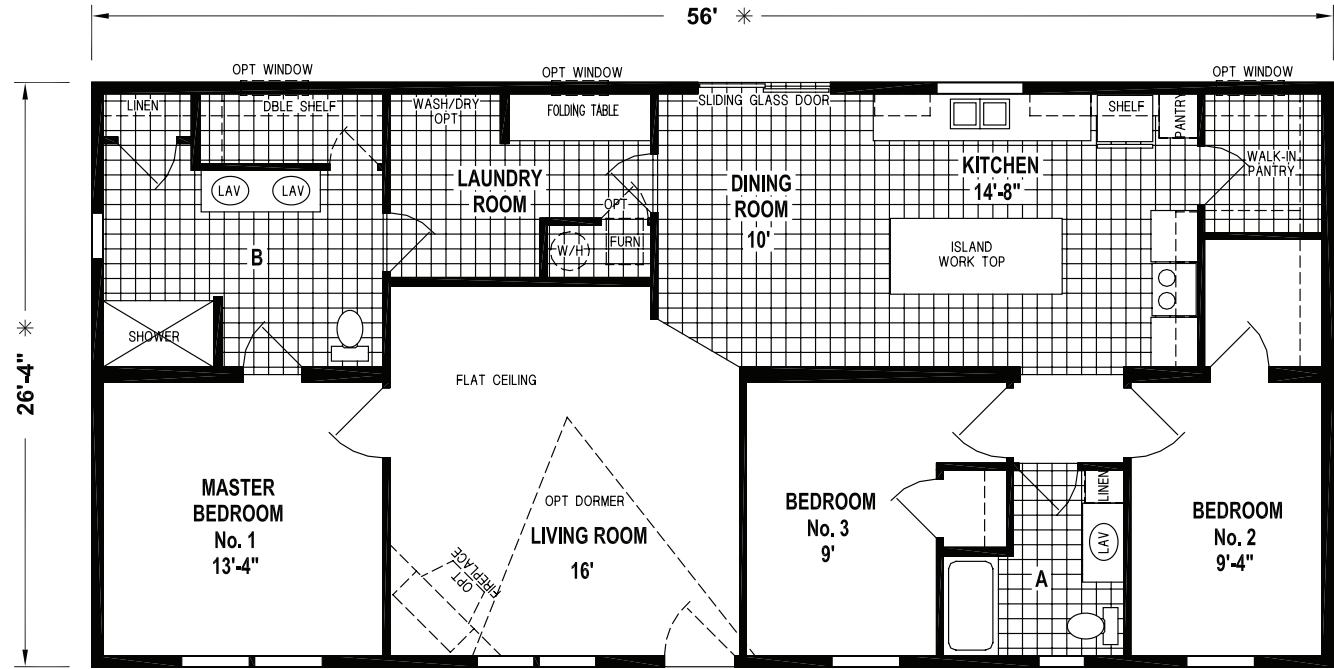 56' ✳
OPT WINDOW
OPT WINDOW
OPT WINDOW
LINEN
DBLE SHELF
WASH/DRY
OPT
FOLDING TABLE
SLIDING GLASS DOOR
SHELF
PANTRY
WALK-IN
PANTRY
LAV
LAV
LAUNDRY
ROOM
DINING
ROOM
10'
KITCHEN
14'-8"
OPT
W/H
FURN
ISLAND
WORK TOP
B
SHOWER
26'-4" ✳
FLAT CEILING
MASTER
BEDROOM
No. 1
13'-4"
OPT DORMER
LIVING ROOM
16'
OPT
FIREPLACE
BEDROOM
No. 3
9'
LINEN
LAV
A
BEDROOM
No. 2
9'-4"